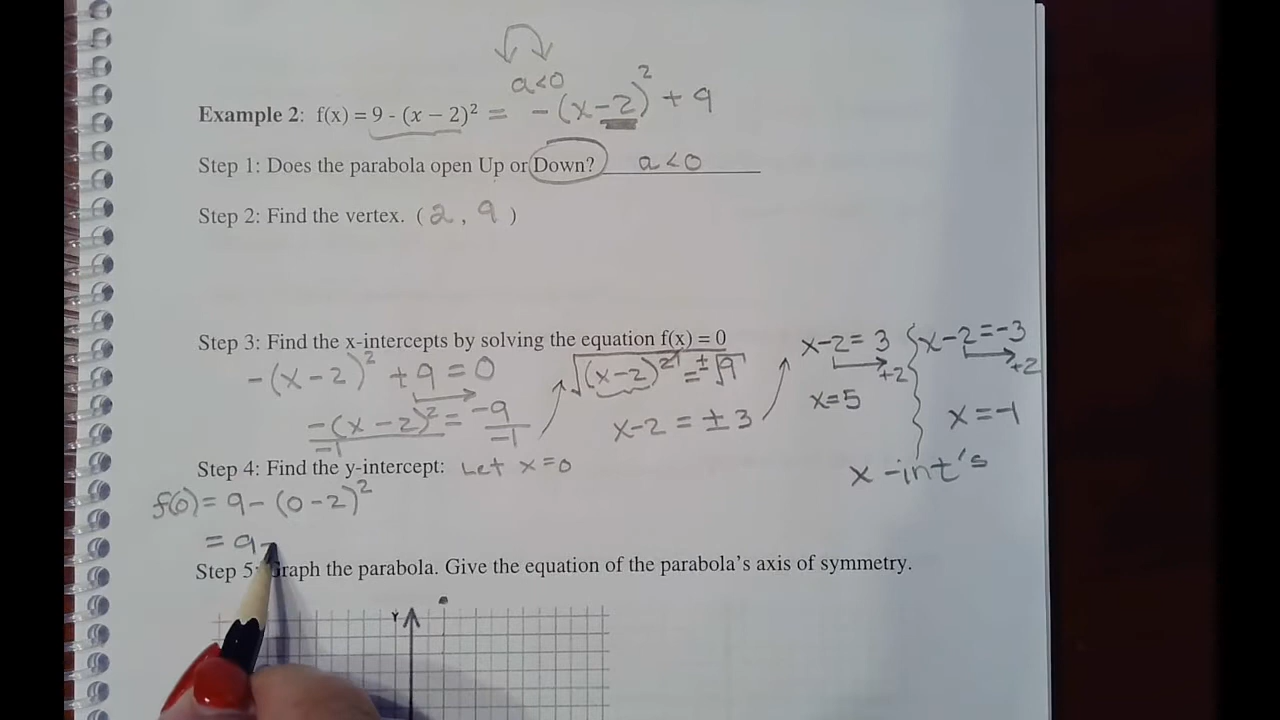 a<0
Example 2: f(x) = 9 - (x – 2)² = -(x-2)² + 9
Step 1: Does the parabola open Up or Down? a<0
Step 2: Find the vertex. (2, 9)
Step 3: Find the x-intercepts by solving the equation f(x) = 0
-(x-2)² + 9 = 0
-(x-2)²/-1 = -9/-1
√(x-2)² = ±√9
x-2 = ±3
x-2=3
+2
x=5
x-2=-3
+2
x=-1
x-int's
Step 4: Find the y-intercept: Let x=0
f(0) = 9-(0-2)²
= 9-
Step 5: Graph the parabola. Give the equation of the parabola's axis of symmetry.
Y